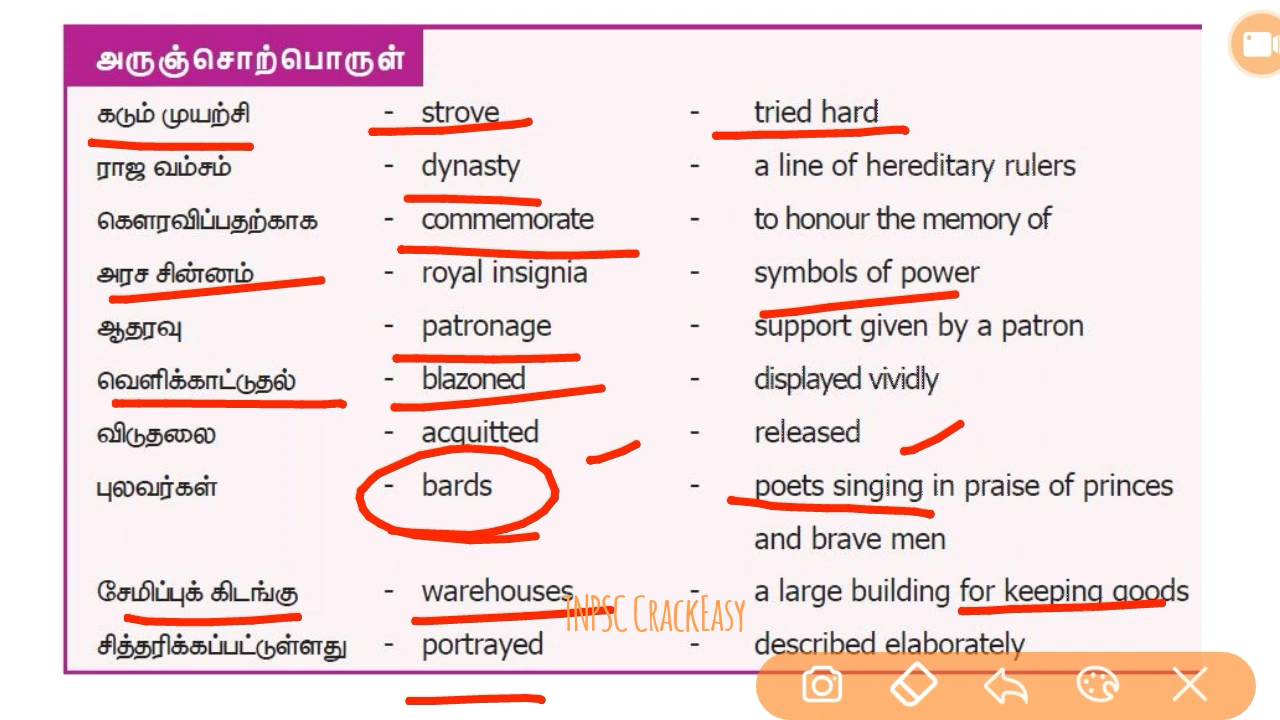 அருஞ்சொற்பொருள்
கடும் முயற்சி - strove - tried hard
ராஜ வம்சம் - dynasty - a line of hereditary rulers
கௌரவிப்பதற்காக - commemorate - to honour the memory of
அரச சின்னம் - royal insignia - symbols of power
ஆதரவு - patronage - support given by a patron
வெளிக்காட்டுதல் - blazoned - displayed vividly
விடுதலை - acquitted - released
புலவர்கள் - bards - poets singing in praise of princes
and brave men
சேமிப்புக் கிடங்கு - warehouses - a large building for keeping goods
TNPSC CrackEasy
சித்தரிக்கப்பட்டுள்ளது - portrayed - described elaborately